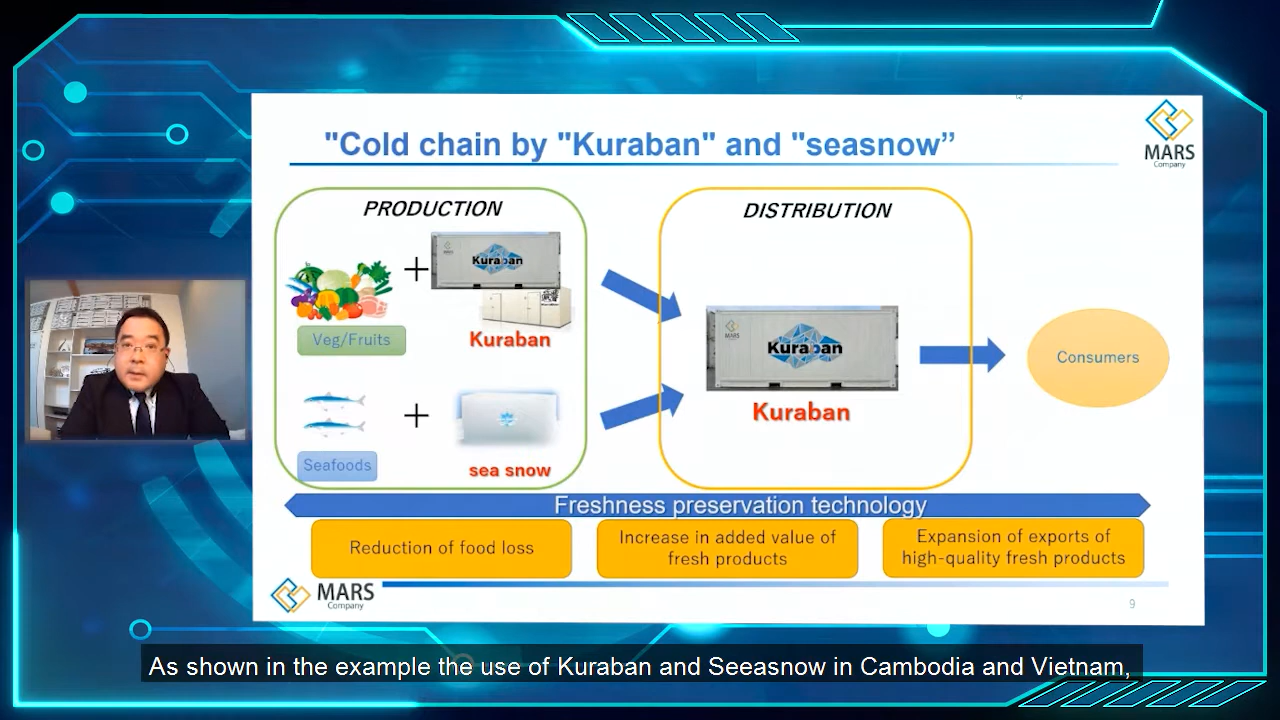 "Cold chain by "Kuraban" and "seasnow”
MARS
Company
PRODUCTION
Kuraban
Veg/Fruits
Kuraban
Seafoods
sea snow
DISTRIBUTION
MARS
Kuraban
Kuraban
Consumers
Freshness preservation technology
Reduction of food loss
Increase in added value of
fresh products
Expansion of exports of
high-quality fresh products
MARS
Company
9
As shown in the example the use of Kuraban and Seeasnow in Cambodia and Vietnam,